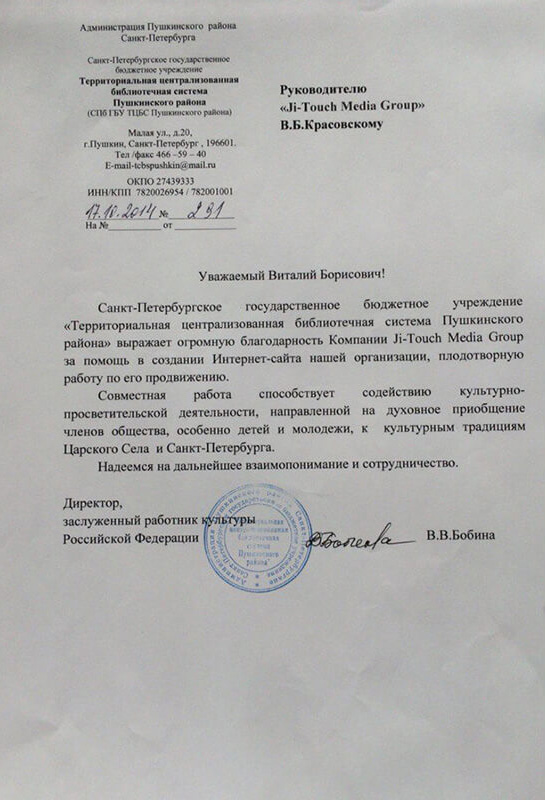 Администрация Пушкинского района
Санкт-Петербурга
Санкт-Петербургское государственное
бюджетное учреждение
Территориальная централизованная
библиотечная система
Пушкинского района
(СПб ГБУ ТЦБС Пушкинского района)
Малая ул., д.20,
г.Пушкин, Санкт-Петербург , 196601.
Тел /факс 466 –59 – 40
E-mail-tcbspushkin@mail.ru
ОКПО 27439333
ИНН/КПП 7820026954 / 782001001
17.10.2014 № 291
На № от
Руководителю
«Ji-Touch Media Group»
В.Б.Красовскому
Уважаемый Виталий Борисович!
Санкт-Петербургское государственное бюджетное учреждение
«Территориальная централизованная библиотечная система Пушкинского
района» выражает огромную благодарность Компании Ji-Touch Media Group
за помощь в создании Интернет-сайта нашей организации, плодотворную
работу по его продвижению.
Совместная работа способствует содействию культурно-
просветительской деятельности, направленной на духовное приобщение
членов общества, особенно детей и молодежи, к культурным традициям
Царского Села и Санкт-Петербурга.
Надеемся на дальнейшее взаимопонимание и сотрудничество.
Директор,
заслуженный работник культуры
Российской Федерации
В.В.Бобина
библиотечная
система
Пушкинского
района